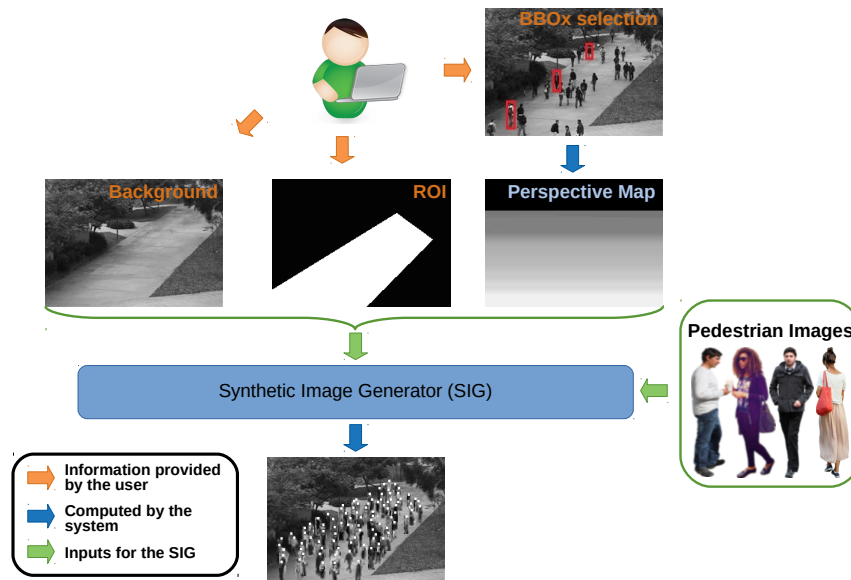 BBOx selection
Background
ROI
Perspective Map
Pedestrian Images
Synthetic Image Generator (SIG)
Information provided
by the user
Computed by the
system
Inputs for the SIG